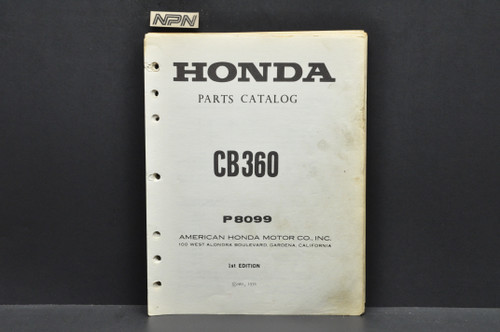 NPN
HONDA
PARTS CATALOG
CB360
P8099
AMERICAN HONDA MOTOR CO., INC.
100 WEST ALONDRA BOULEVARD, GARDENA, CALIFORNIA
1st EDITION